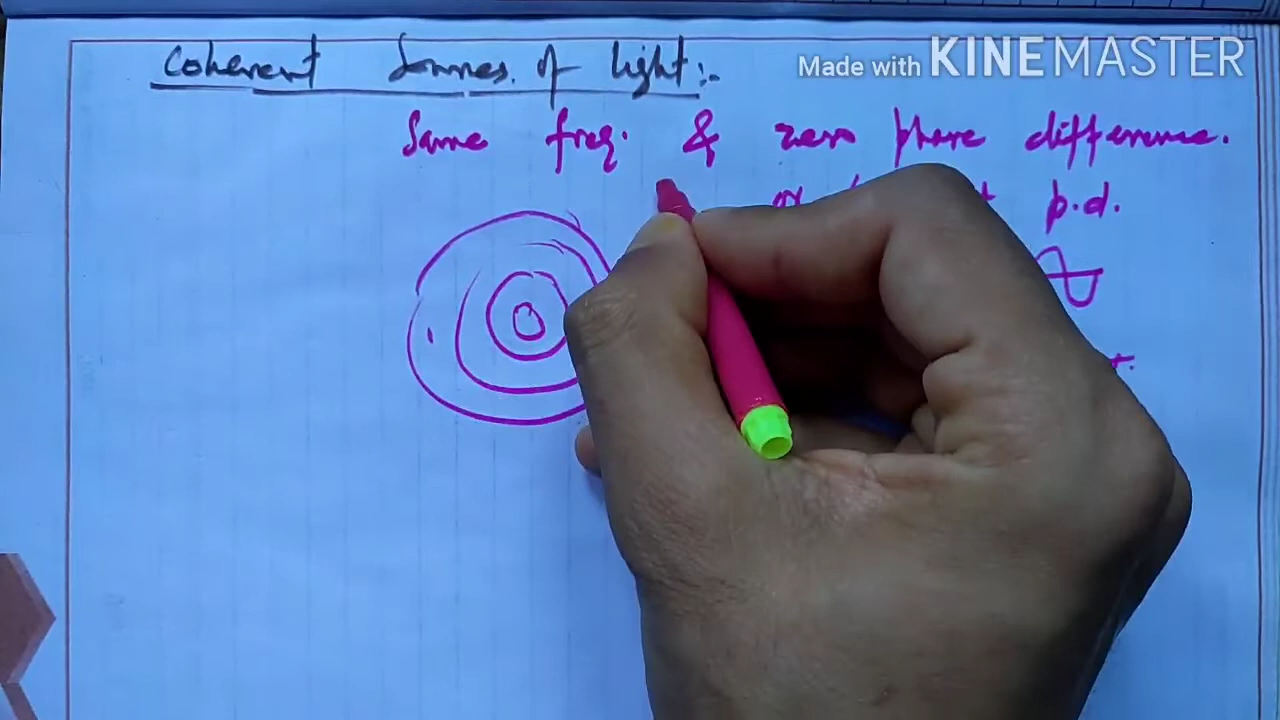 Coherent Sources of light :-
Made with KINEMASTER
Same freq. & zero phase difference.
p.d.